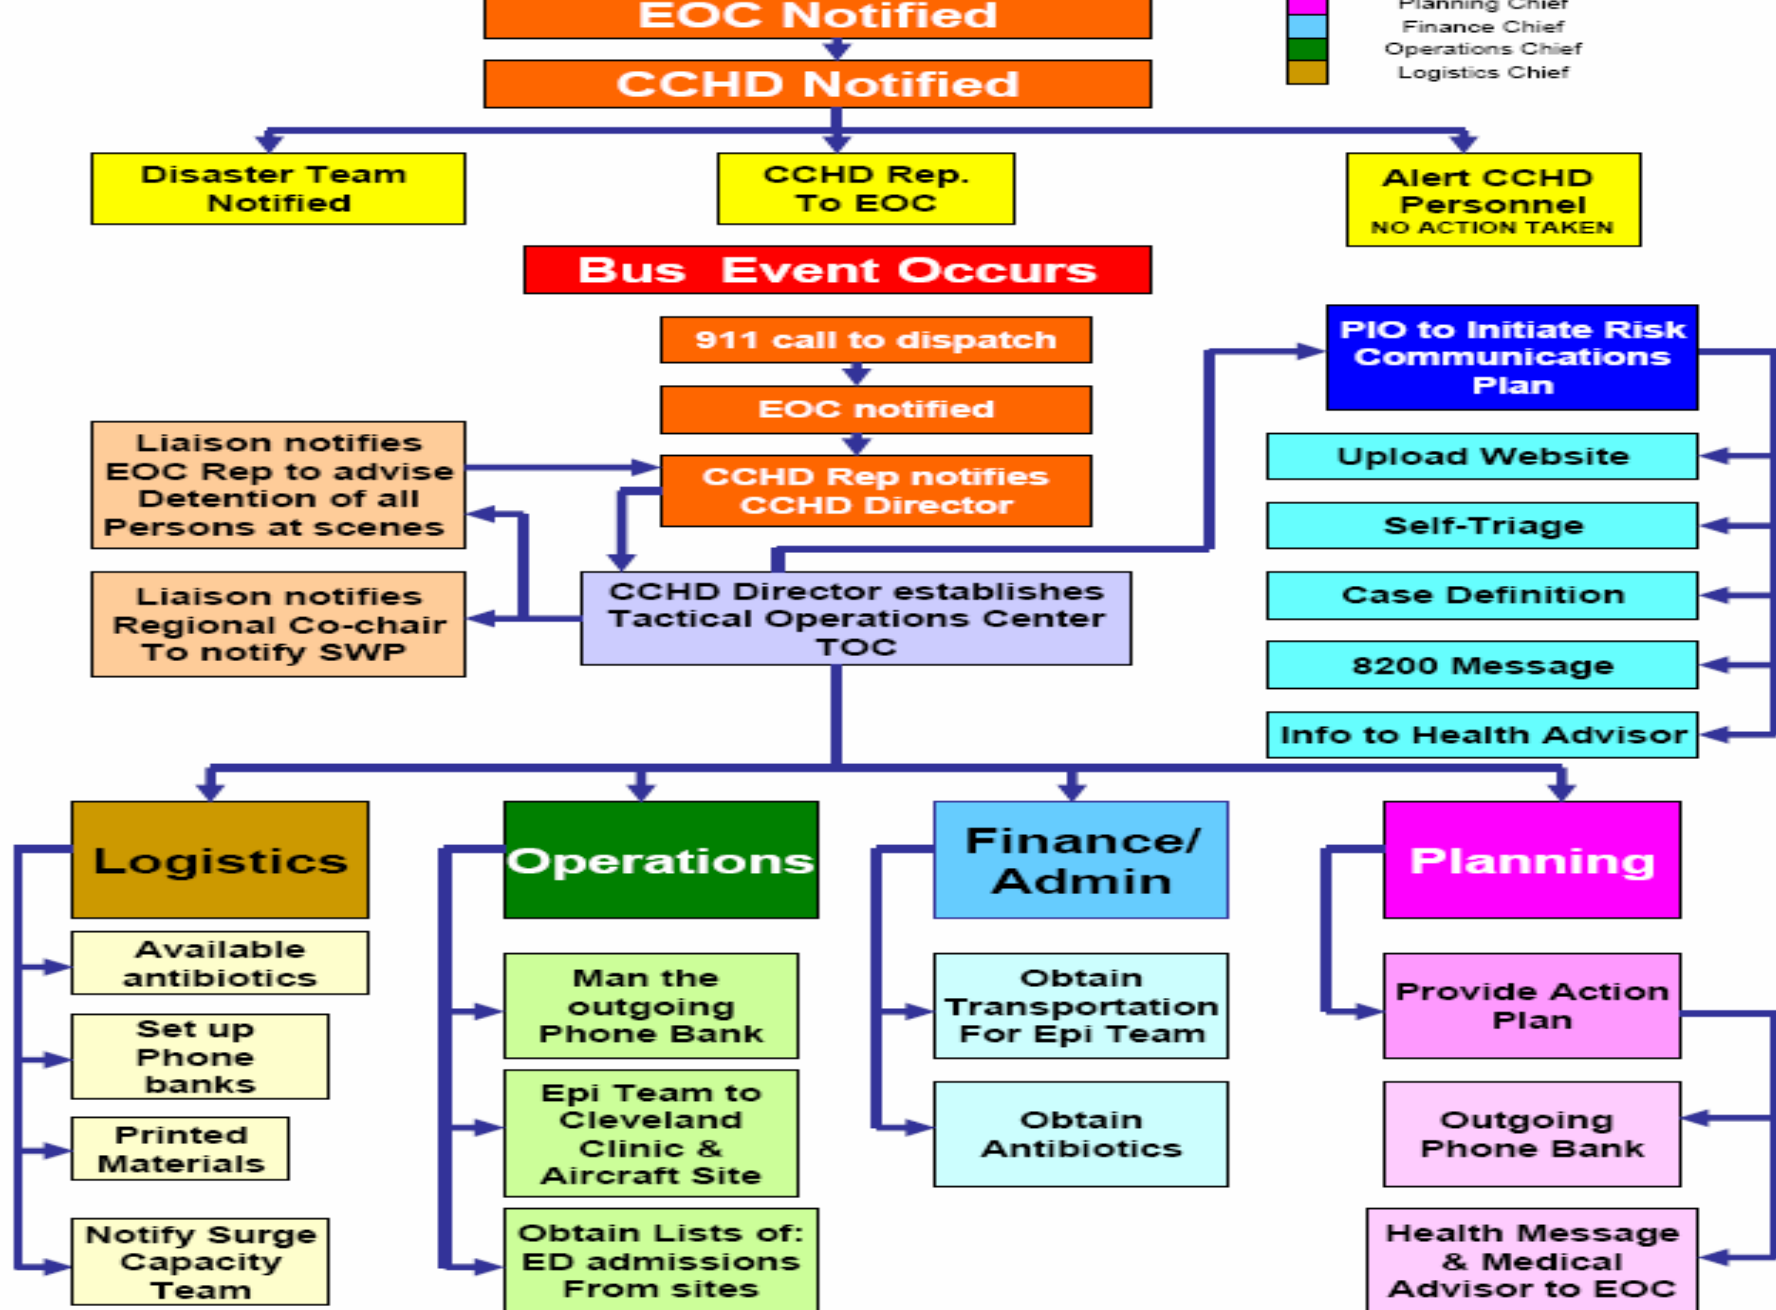 EOC Notified
Planning Chief
Finance Chief
Operations Chief
Logistics Chief
CCHD Notified
Disaster Team
Notified
CCHD Rep.
To EOC
Alert CCHD
Personnel
NO ACTION TAKEN
Bus Event Occurs
911 call to dispatch
EOC notified
CCHD Rep notifies
CCHD Director
PIO to Initiate Risk
Communications
Plan
Liaison notifies
EOC Rep to advise
Detention of all
Persons at scenes
Liaison notifies
Regional Co-chair
To notify SWP
CCHD Director establishes
Tactical Operations Center
TOC
Upload Website
Self-Triage
Case Definition
8200 Message
Info to Health Advisor
Logistics
Available
antibiotics
Set up
Phone
banks
Printed
Materials
Notify Surge
Capacity
Team
Operations
Man the
outgoing
Phone Bank
Epi Team to
Cleveland
Clinic &
Aircraft Site
Obtain Lists of:
ED admissions
From sites
Finance/
Admin
Obtain
Transportation
For Epi Team
Obtain
Antibiotics
Planning
Provide Action
Plan
Outgoing
Phone Bank
Health Message
& Medical
Advisor to EOC